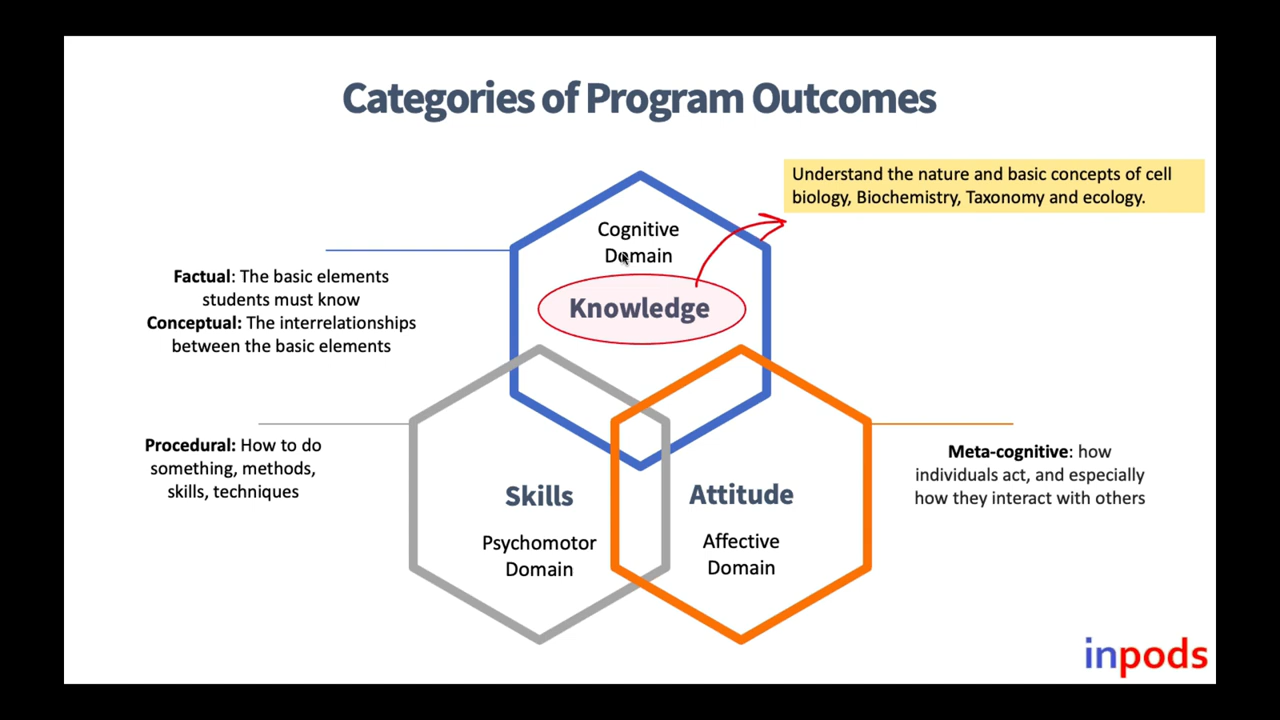 Categories of Program Outcomes
Understand the nature and basic concepts of cell
biology, Biochemistry, Taxonomy and ecology.
Cognitive
Domain
Knowledge
Factual: The basic elements
students must know
Conceptual: The interrelationships
between the basic elements
Procedural: How to do
something, methods,
skills, techniques
Skills
Psychomotor
Domain
Attitude
Affective
Domain
Meta-cognitive: how
individuals act, and especially
how they interact with others
inpods